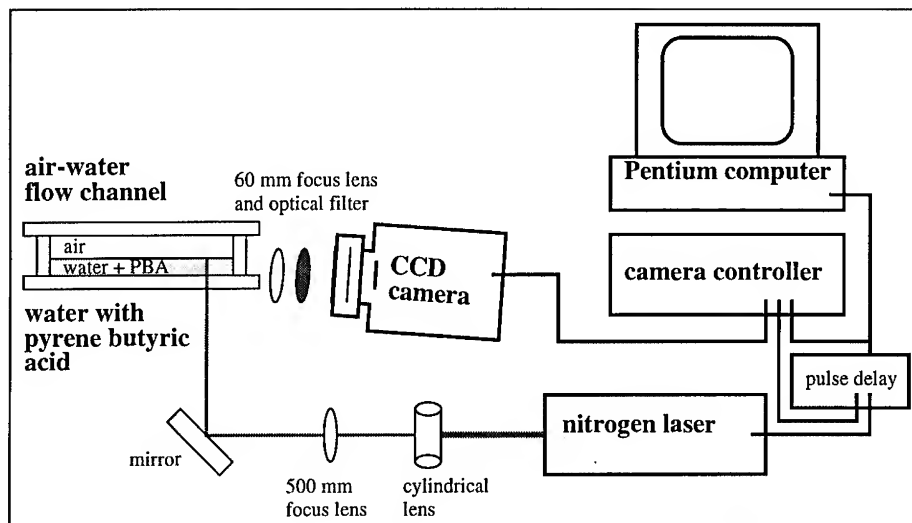 air-water
flow channel
60 mm focus lens
and optical filter
Pentium computer
air
water + PBA
CCD
camera
camera controller
water with
pyrene butyric
acid
pulse delay
nitrogen laser
mirror
500 mm
focus lens
cylindrical
lens